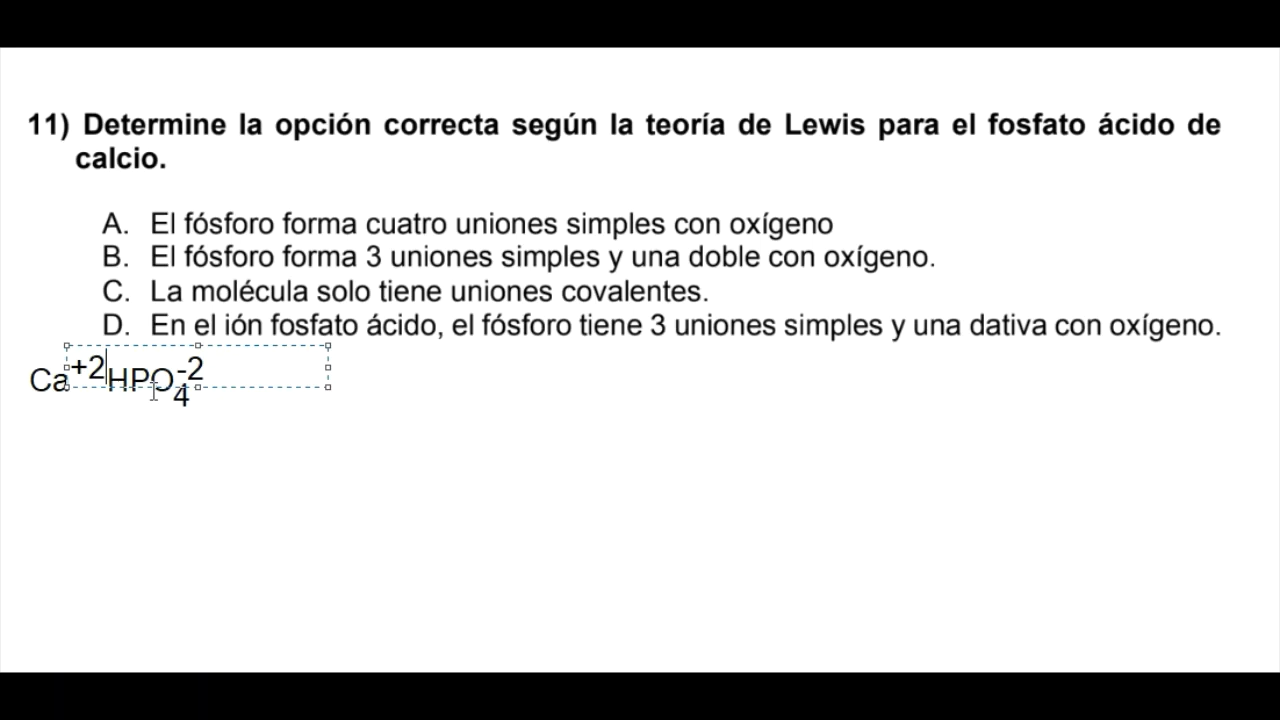 11) Determine la opción correcta según la teoría de Lewis para el fosfato ácido de
calcio.
A. El fósforo forma cuatro uniones simples con oxígeno
B. El fósforo forma 3 uniones simples y una doble con oxígeno.
C. La molécula solo tiene uniones covalentes.
D. En el ión fosfato ácido, el fósforo tiene 3 uniones simples y una dativa con oxígeno.
Ca+2HPO4-2